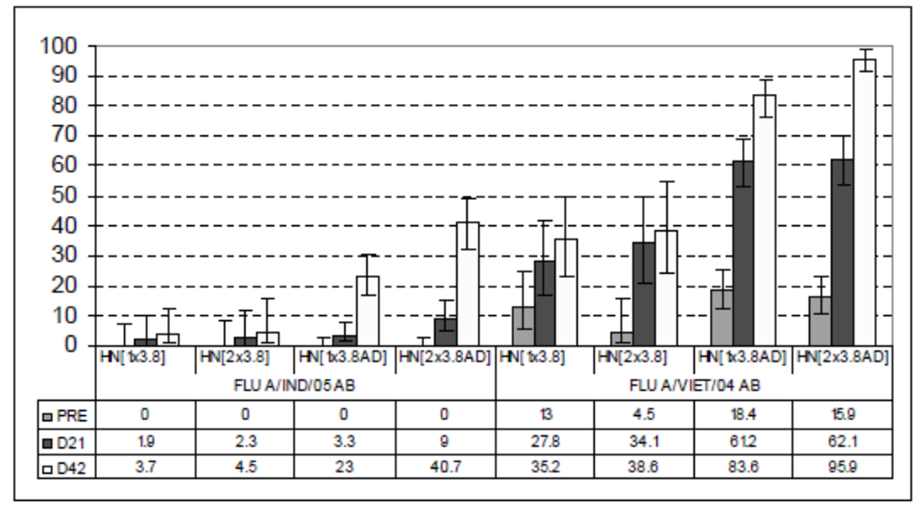 100
90
80
70
60
50
40
30
20
10
0
HN[1x3.8] HN[2x3.8] HN[1x3.8AD] HN[2x3.8AD] HN[1x3.8] HN[2x3.8] HN[1x3.8AD] HN[2x3.8AD]
FLU A/IND/05 AB FLU A/VIET/04 AB
PRE 0 0 0 0 13 4.5 18.4 15.9
D21 1.9 2.3 3.3 9 27.8 34.1 61.2 62.1
D42 3.7 4.5 23 40.7 35.2 38.6 83.6 95.9